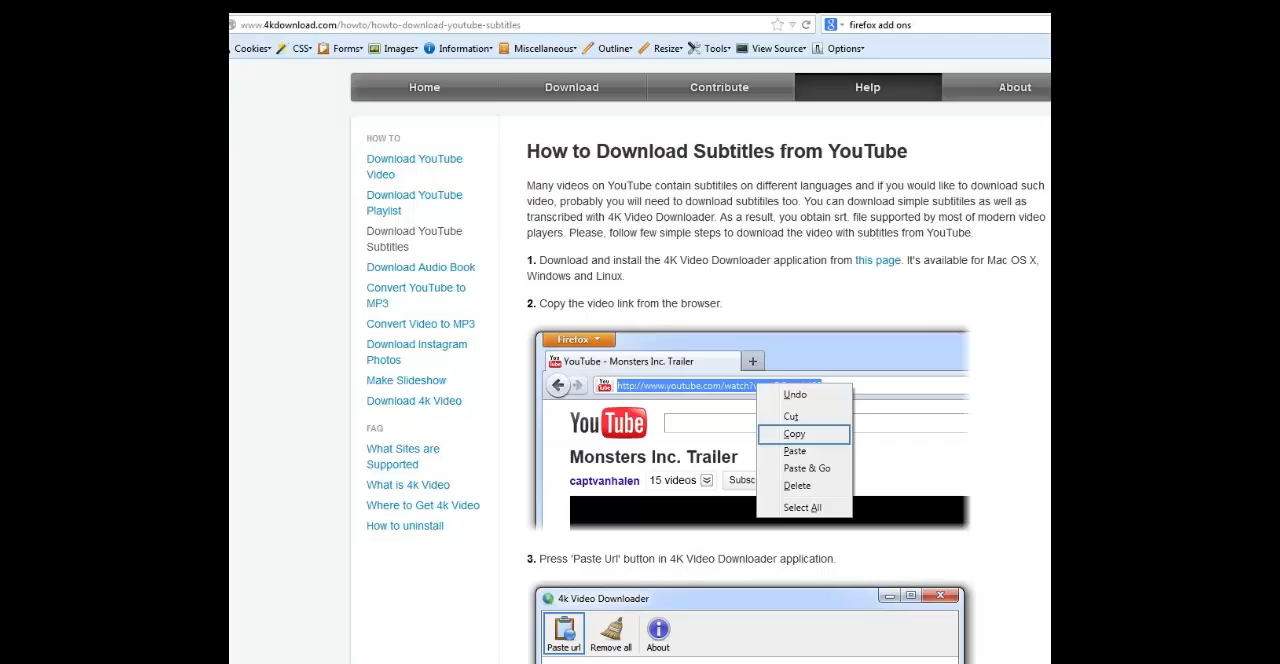 www.4kdownload.com/howto/howto-download-youtube-subtitles
firefox add ons
Cookies CSS Forms Images Information Miscellaneous Outline Resize Tools View Source Options
Home Download Contribute Help About
HOW TO
Download YouTube
Video
Download YouTube
Playlist
Download YouTube
Subtitles
Download Audio Book
Convert YouTube to
MP3
Convert Video to MP3
Download Instagram
Photos
Make Slideshow
Download 4k Video
FAQ
What Sites are
Supported
What is 4k Video
Where to Get 4k Video
How to uninstall
How to Download Subtitles from YouTube
Many videos on YouTube contain subtitiles on different languages and if you would like to download such
video, probably you will need to download subtitiles too. You can download simple subtitiles as well as
transcribed with 4K Video Downloader. As a result, you obtain srt. file supported by most of modern video
players. Please, follow few simple steps to download the video with subtitles from YouTube.
1. Download and install the 4K Video Downloader application from this page. It's available for Mac OS X,
Windows and Linux.
2. Copy the video link from the browser.
Firefox
You Tube YouTube - Monsters Inc. Trailer
You Tube http://www.youtube.com/watch?v
YouTube
Monsters Inc. Trailer
captvanhalen 15 videos Subsc
Undo
Cut
Copy
Paste
Paste & Go
Delete
Select All
3. Press 'Paste Url' button in 4K Video Downloader application.
4k Video Downloader
Paste url Remove all About